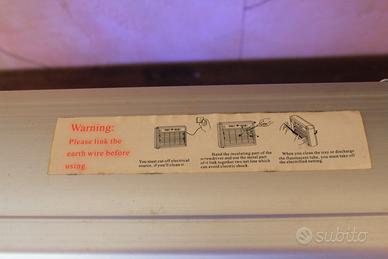 Warning:
Please link the
earth wire before
using.
You must cut off electrical
source, if you'll clean it.
Hand the insulating part of the
screwdriver and use the metal part
of it link together two net line which
can avoid electric shock.
When you clean the tray or discharge
the fluorescent lube, you must take off
the electrified netting.
subito